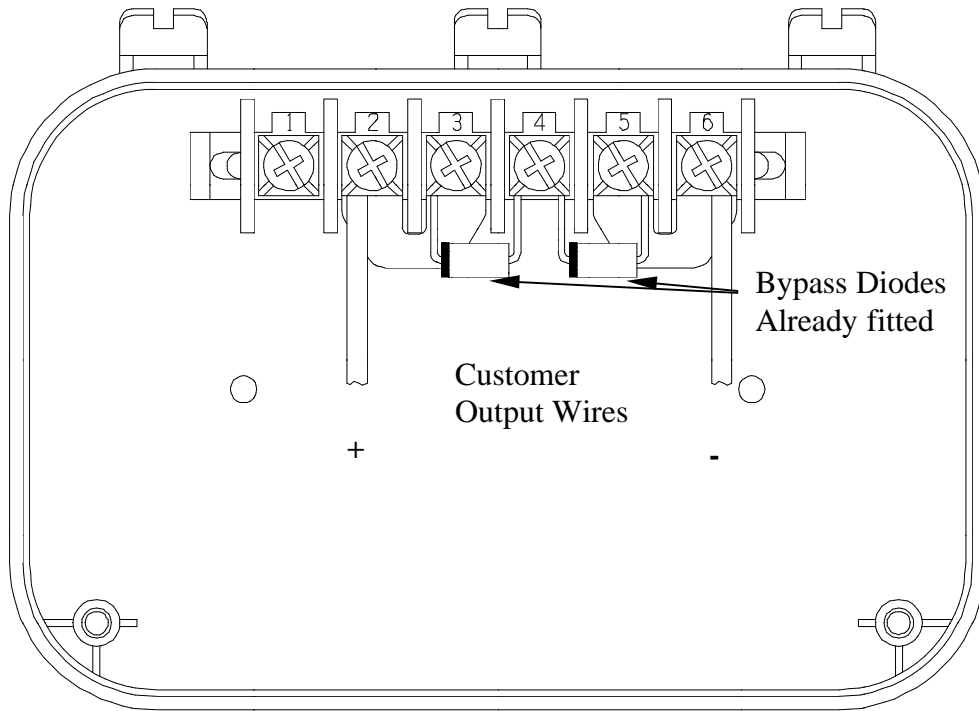 1 2 3 4 5 6
Bypass Diodes
Already fitted
Customer
Output Wires
+ -